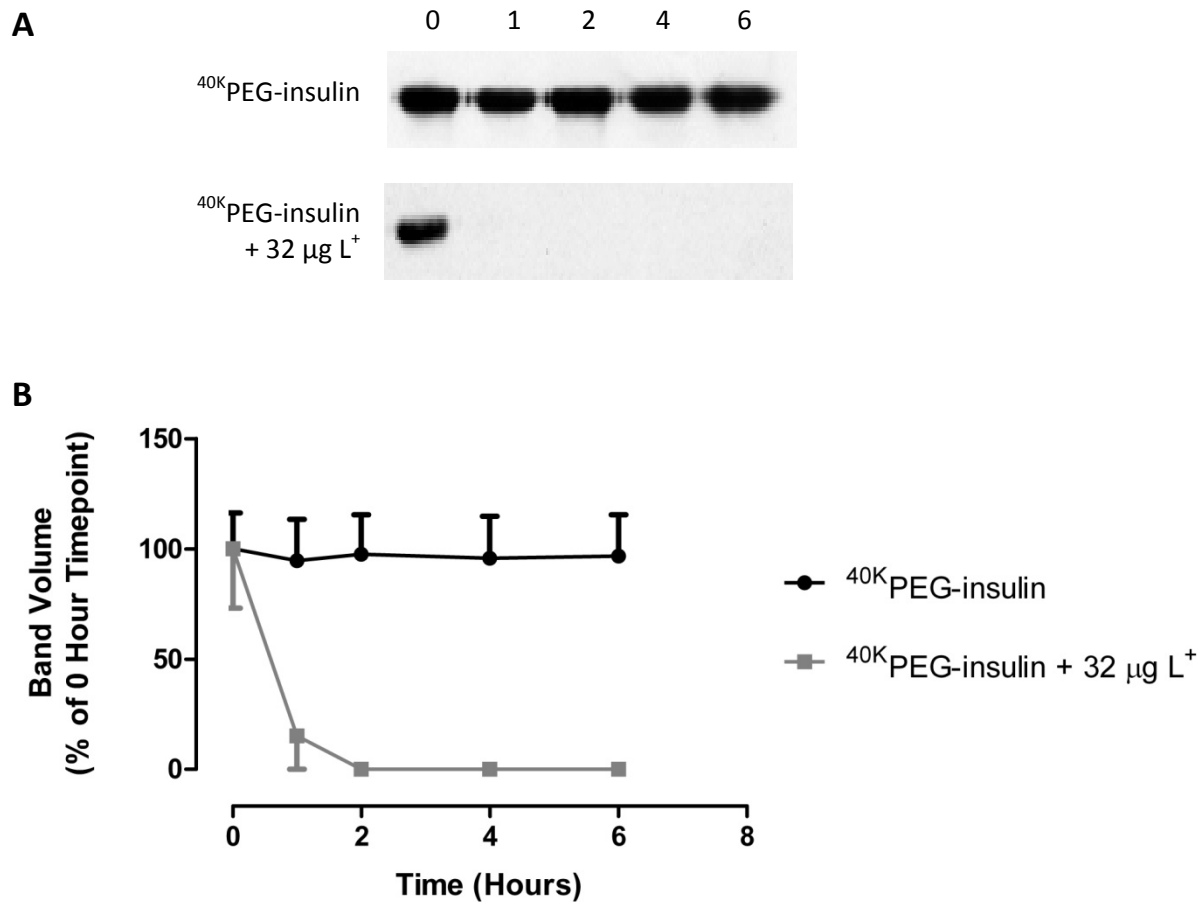 A
0 1 2 4 6
⁴⁰ᴷPEG-insulin
⁴⁰ᴷPEG-insulin
+ 32 µg L⁺
B
Band Volume
(% of 0 Hour Timepoint)
150
100
50
0
0 2 4 6 8
Time (Hours)
⁴⁰ᴷPEG-insulin
⁴⁰ᴷPEG-insulin + 32 µg L⁺